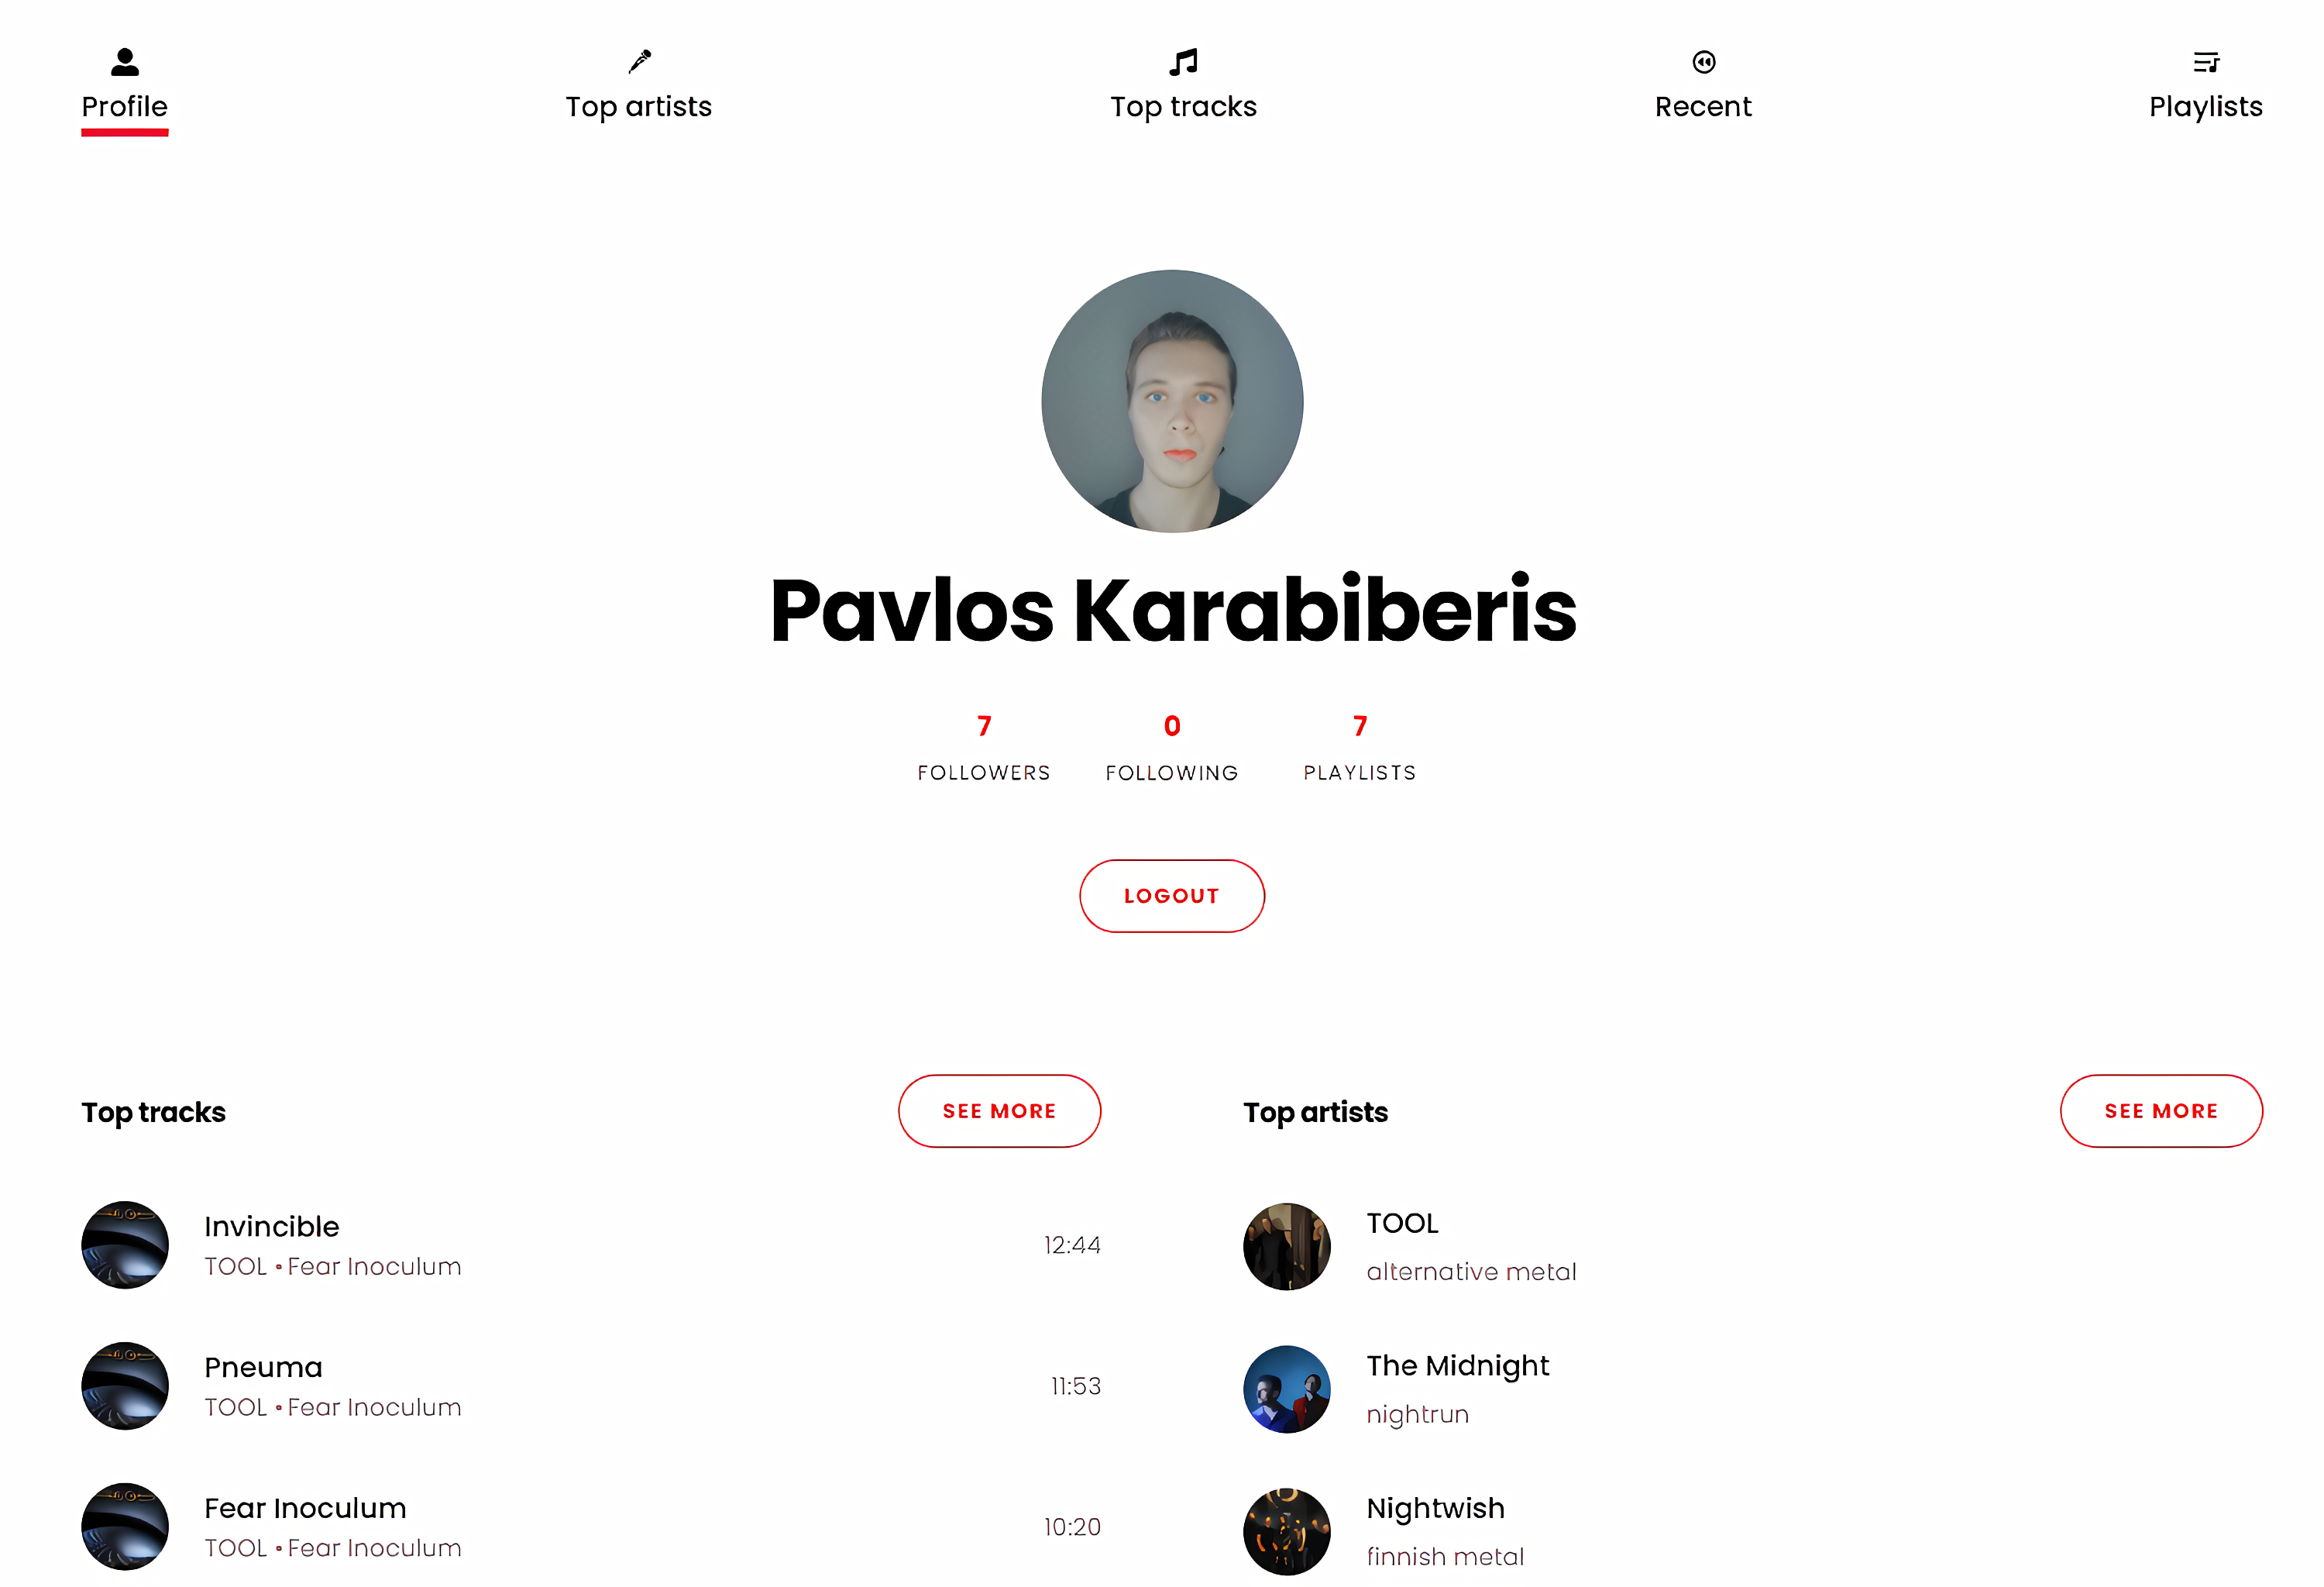 Profile
Top artists
Top tracks
Recent
Playlists
Pavlos Karabiberis
7
FOLLOWERS
0
FOLLOWING
7
PLAYLISTS
LOGOUT
Top tracks
SEE MORE
Invincible
TOOL • Fear Inoculum
12:44
Pneuma
TOOL • Fear Inoculum
11:53
Fear Inoculum
TOOL • Fear Inoculum
10:20
Top artists
SEE MORE
TOOL
alternative metal
The Midnight
nightrun
Nightwish
finnish metal